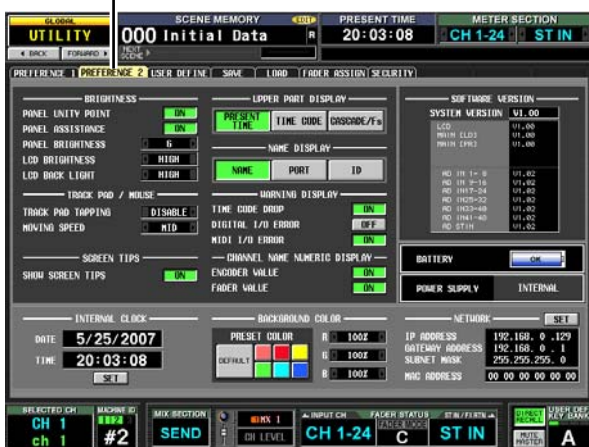 GLOBAL
UTILITY
BACK
FORWARD
SCENE MEMORY
EDIT
000 Initial Data
R
NEXT SCENE
PRESENT TIME
20:03:08
METER SECTION
CH 1-24
ST IN
PREFERENCE 1
PREFERENCE 2
USER DEFINE
SAVE
LOAD
FADER ASSIGN
SECURITY
BRIGHTNESS
PANEL UNITY POINT ON
PANEL ASSISTANCE ON
PANEL BRIGHTNESS 6
LCD BRIGHTNESS HIGH
LCD BACK LIGHT HIGH
TRACK PAD / MOUSE
TRACK PAD TAPPING DISABLE
MOVING SPEED MID
SCREEN TIPS
SHOW SCREEN TIPS ON
UPPER PART DISPLAY
PRESENT TIME
TIME CODE
CASCADE/Fs
NAME DISPLAY
NAME
PORT
ID
WARNING DISPLAY
TIME CODE DROP ON
DIGITAL I/O ERROR OFF
MIDI I/O ERROR ON
CHANNEL NAME NUMERIC DISPLAY
ENCODER VALUE ON
FADER VALUE ON
SOFTWARE VERSION
SYSTEM VERSION V1.00
LCD V1.00
MAIN (LD) V1.00
MAIN (PR) V1.00
AD IN 1- 8 V1.02
AD IN 9-16 V1.02
AD IN17-24 V1.02
AD IN25-32 V1.02
AD IN33-40 V1.02
AD IN41-48 V1.02
AD STIN V1.02
BATTERY OK
POWER SUPPLY INTERNAL
INTERNAL CLOCK
DATE 5/25/2007
TIME 20:03:08
SET
BACKGROUND COLOR
PRESET COLOR
DEFAULT
R 100%
G 100%
B 100%
NETWORK SET
IP ADDRESS 192.168. 0 .129
GATEWAY ADDRESS 192.168. 0 . 1
SUBNET MASK 255.255.255. 0
MAC ADDRESS 00 00 00 00 00 00
SELECTED CH
CH 1
ch 1
MACHINE ID
1 2
#2
MIX SECTION
SEND
MIX 1
CH LEVEL
INPUT CH
FADER STATUS
ST IN/FXRTN
CH 1-24
FADER MODE
C
ST IN
DIRECT RECALL
MUTE MASTER
USER DEF KEY BANK
A